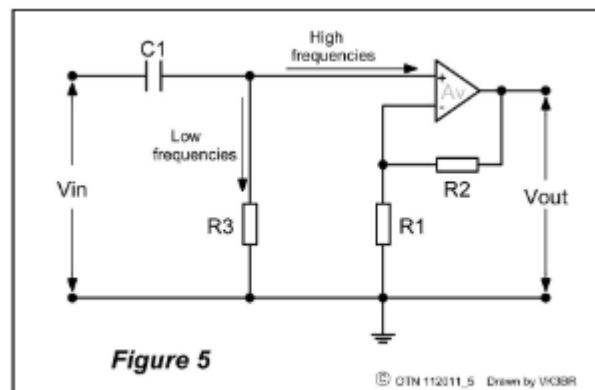 High
frequencies
C1
+
Av
-
Low
frequencies
R2
Vin
Vout
R3
R1
Figure 5
© OTN 112011_5 Drawn by VK3BR